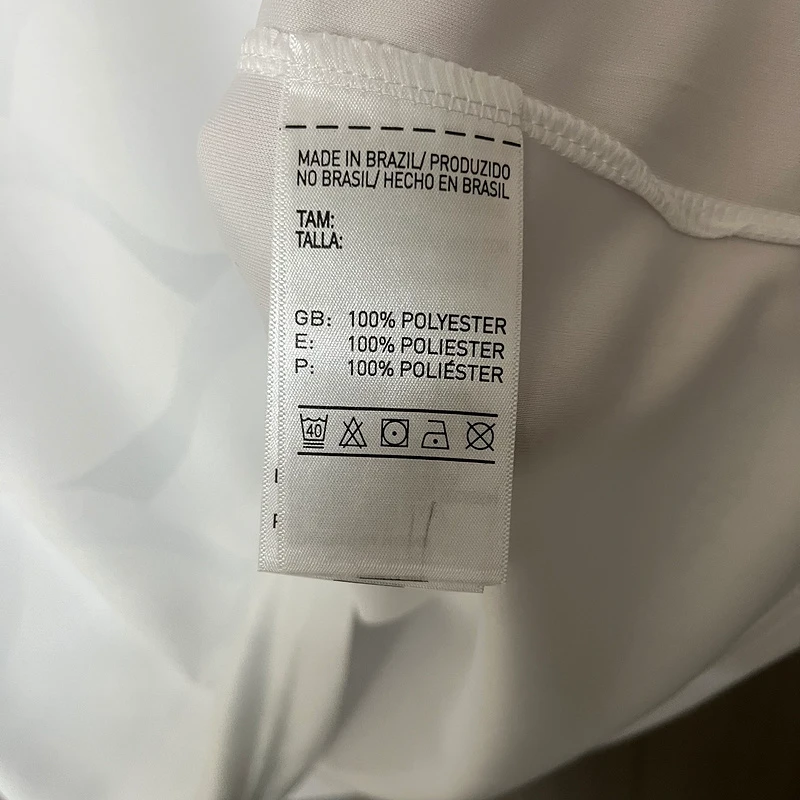 MADE IN BRAZIL/ PRODUZIDO
NO BRASIL/ HECHO EN BRASIL
TAM:
TALLA:
GB: 100% POLYESTER
E: 100% POLIESTER
P: 100% POLIÉSTER
40